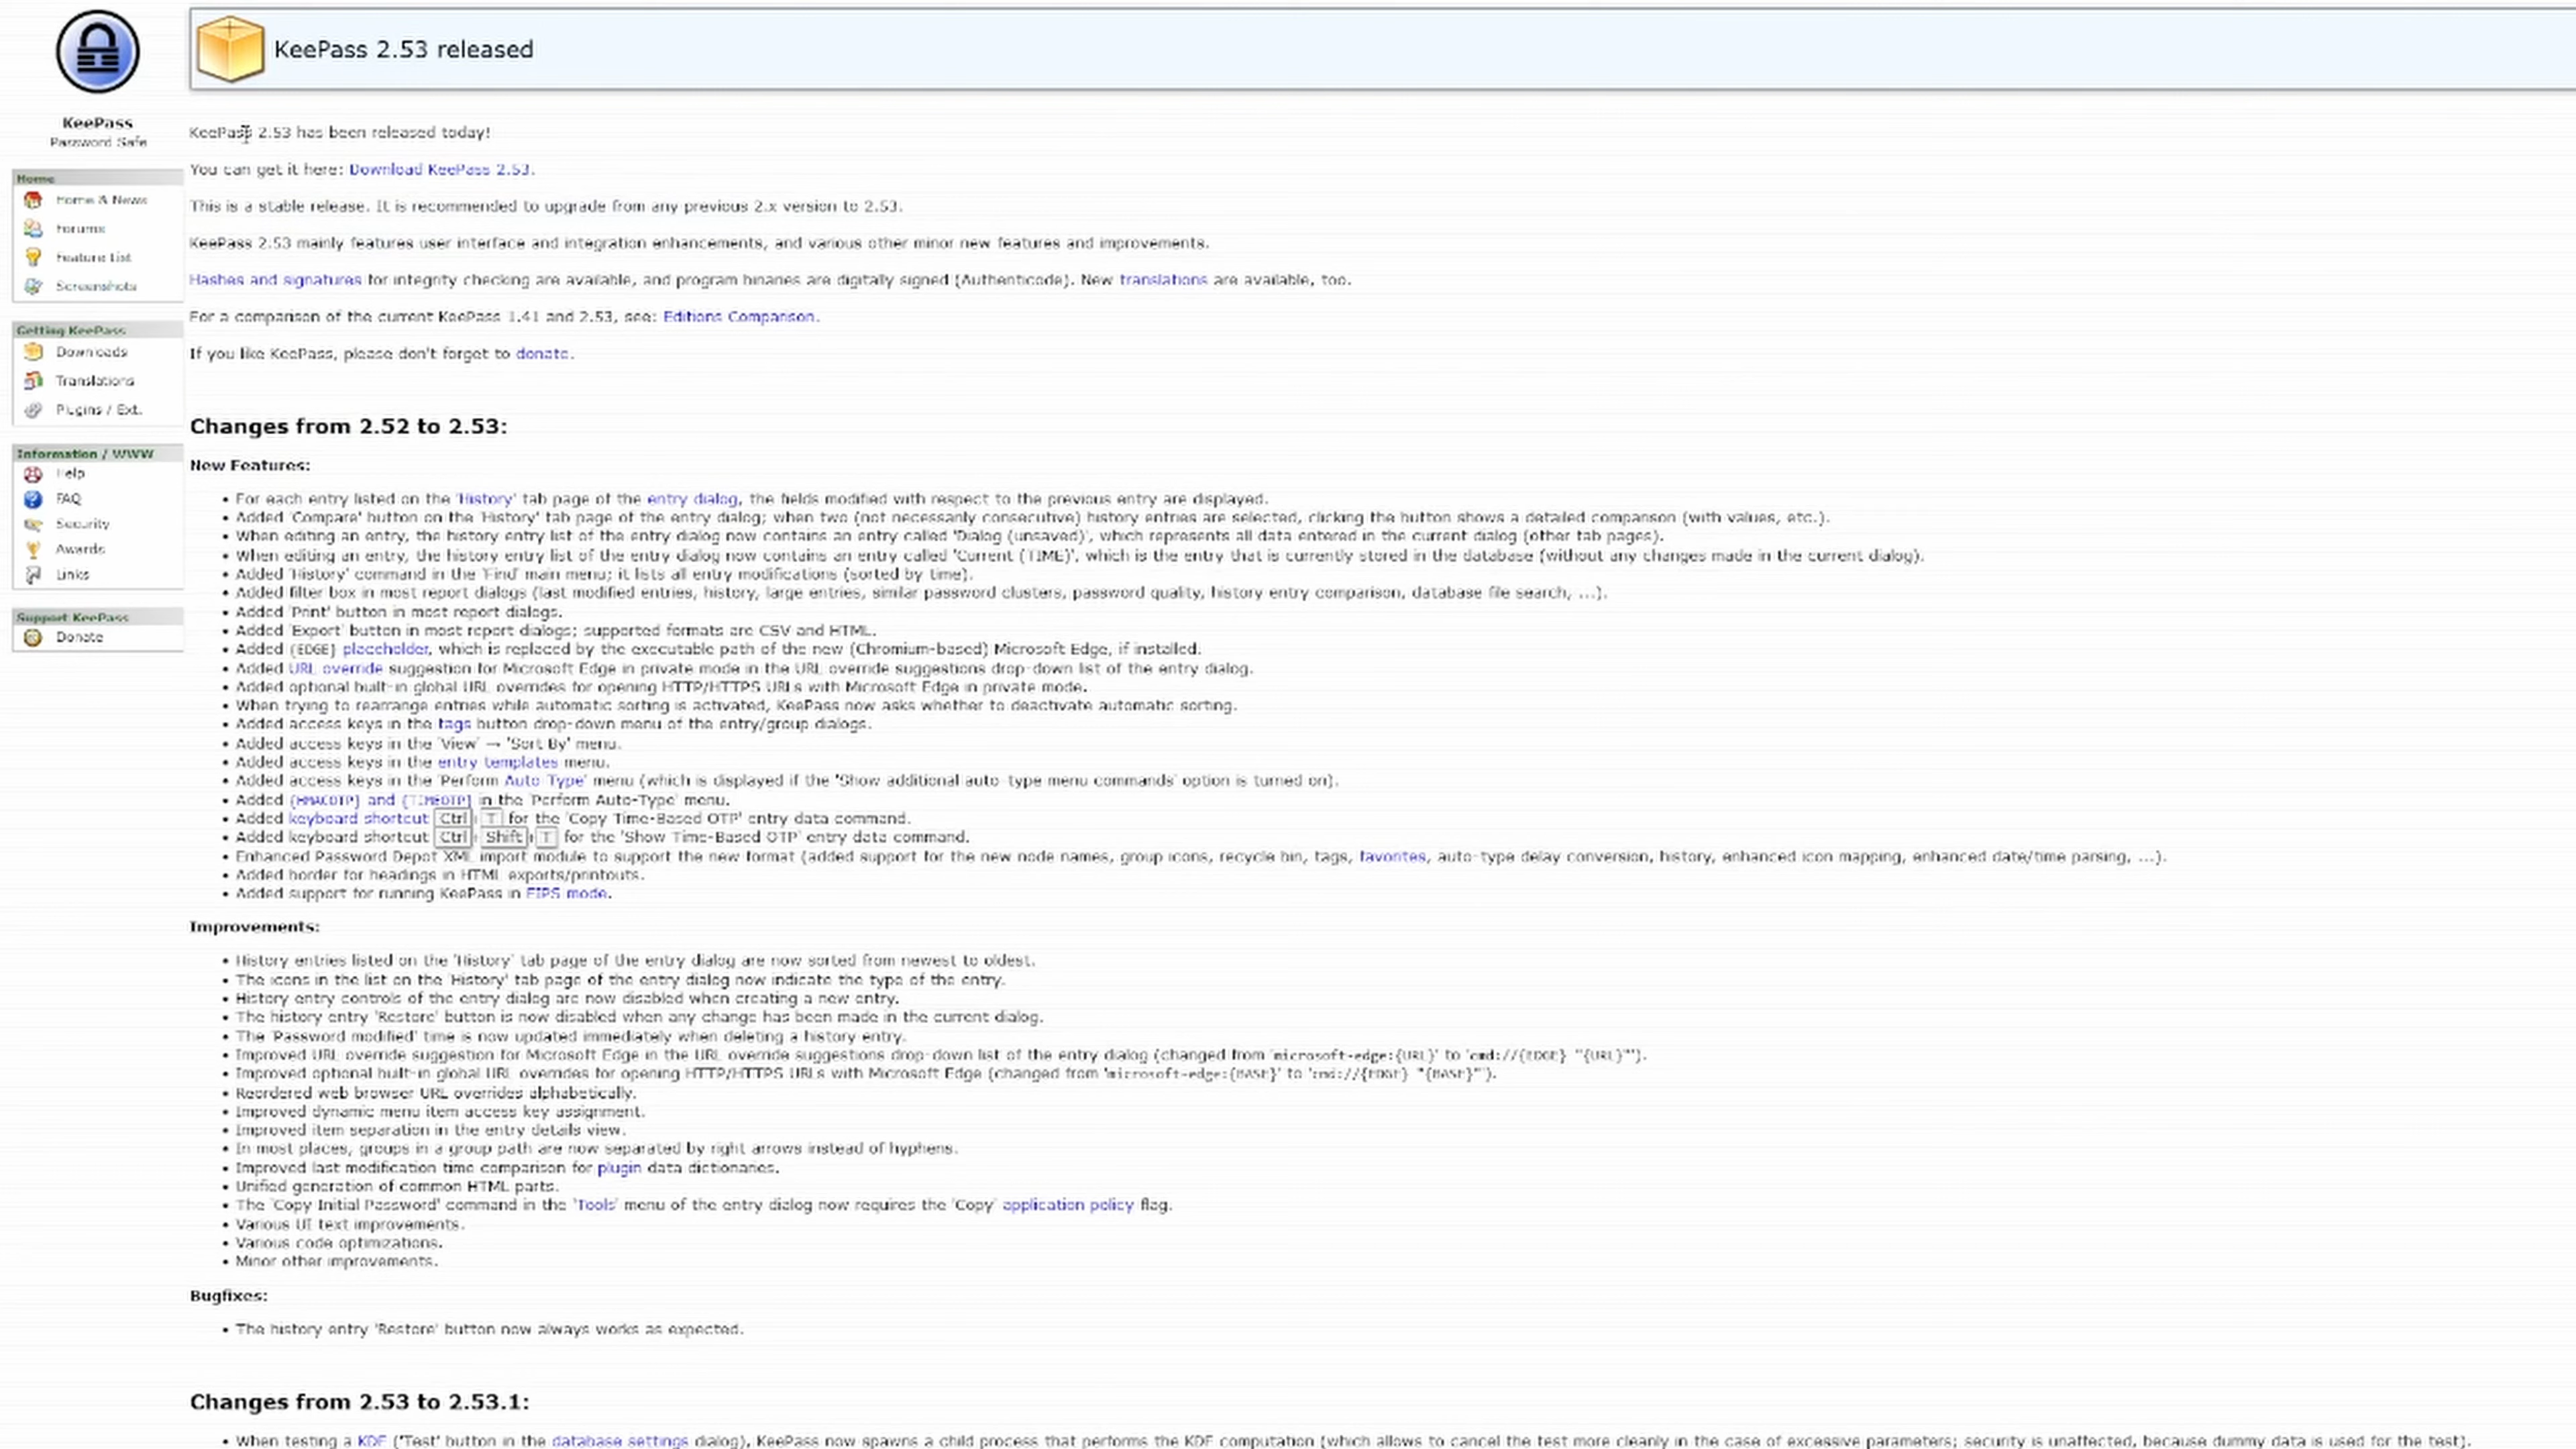 KeePass 2.53 released
KeePass
Password Safe
Home
Home & News
Forums
Feature List
Screenshots
Getting KeePass
Downloads
Translations
Plugins / Ext.
Information / WWW
Help
FAQ
Security
Awards
Links
Support KeePass
Donate
KeePass 2.53 has been released today!
You can get it here: Download KeePass 2.53.
This is a stable release. It is recommended to upgrade from any previous 2.x version to 2.53.
KeePass 2.53 mainly features user interface and integration enhancements, and various other minor new features and improvements.
Hashes and signatures for integrity checking are available, and program binaries are digitally signed (Authenticode). New translations are available, too.
For a comparison of the current KeePass 1.41 and 2.53, see: Editions Comparison.
If you like KeePass, please don't forget to donate.
Changes from 2.52 to 2.53:
New Features:
• For each entry listed on the 'History' tab page of the entry dialog, the fields modified with respect to the previous entry are displayed.
• Added 'Compare' button on the 'History' tab page of the entry dialog; when two (not necessarily consecutive) history entries are selected, clicking the button shows a detailed comparison (with values, etc.).
• When editing an entry, the history entry list of the entry dialog now contains an entry called 'Dialog (unsaved)', which represents all data entered in the current dialog (other tab pages).
• When editing an entry, the history entry list of the entry dialog now contains an entry called 'Current (TIME)', which is the entry that is currently stored in the database (without any changes made in the current dialog).
• Added 'History' command in the 'Find' main menu; it lists all entry modifications (sorted by time).
• Added filter box in most report dialogs (last modified entries, history, large entries, similar password clusters, password quality, history entry comparison, database file search, ...).
• Added 'Print' button in most report dialogs.
• Added 'Export' button in most report dialogs; supported formats are CSV and HTML.
• Added {EDGE} placeholder, which is replaced by the executable path of the new (Chromium-based) Microsoft Edge, if installed.
• Added URL override suggestion for Microsoft Edge in private mode in the URL override suggestions drop-down list of the entry dialog.
• Added optional built-in global URL overrides for opening HTTP/HTTPS URLs with Microsoft Edge in private mode.
• When trying to rearrange entries while automatic sorting is activated, KeePass now asks whether to deactivate automatic sorting.
• Added access keys in the tags button drop-down menu of the entry/group dialogs.
• Added access keys in the 'View' → 'Sort By' menu.
• Added access keys in the entry templates menu.
• Added access keys in the 'Perform Auto-Type' menu (which is displayed if the 'Show additional auto-type menu commands' option is turned on).
• Added {HMACOTP} and {TIMEOTP} in the 'Perform Auto-Type' menu.
• Added keyboard shortcut Ctrl+T for the 'Copy Time-Based OTP' entry data command.
• Added keyboard shortcut Ctrl+Shift+T for the 'Show Time-Based OTP' entry data command.
• Enhanced Password Depot XML import module to support the new format (added support for the new node names, group icons, recycle bin, tags, favorites, auto-type delay conversion, history, enhanced icon mapping, enhanced date/time parsing, ...).
• Added border for headings in HTML exports/printouts.
• Added support for running KeePass in FIPS mode.
Improvements:
• History entries listed on the 'History' tab page of the entry dialog are now sorted from newest to oldest.
• The icons in the list on the 'History' tab page of the entry dialog now indicate the type of the entry.
• History entry controls of the entry dialog are now disabled when creating a new entry.
• The history entry 'Restore' button is now disabled when any change has been made in the current dialog.
• The 'Password modified' time is now updated immediately when deleting a history entry.
• Improved URL override suggestion for Microsoft Edge in the URL override suggestions drop-down list of the entry dialog (changed from 'microsoft-edge:{URL}' to 'cmd://{EDGE} "{URL}"').
• Improved optional built-in global URL overrides for opening HTTP/HTTPS URLs with Microsoft Edge (changed from 'microsoft-edge:{BASE}' to 'cmd://{EDGE} "{BASE}"').
• Reordered web browser URL overrides alphabetically.
• Improved dynamic menu item access key assignment.
• Improved item separation in the entry details view.
• In most places, groups in a group path are now separated by right arrows instead of hyphens.
• Improved last modification time comparison for plugin data dictionaries.
• Unified generation of common HTML parts.
• The 'Copy Initial Password' command in the 'Tools' menu of the entry dialog now requires the 'Copy' application policy flag.
• Various UI text improvements.
• Various code optimizations.
• Minor other improvements.
Bugfixes:
• The history entry 'Restore' button now always works as expected.
Changes from 2.53 to 2.53.1:
• When testing a KDF ('Test' button in the database settings dialog), KeePass now spawns a child process that performs the KDF computation (which allows to cancel the test more cleanly in the case of excessive parameters; security is unaffected, because dummy data is used for the test).